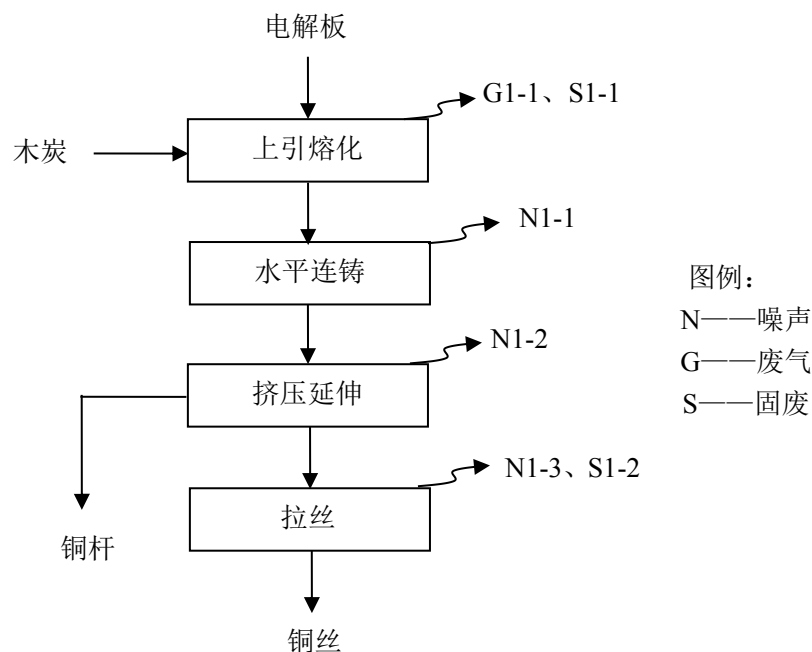 电解板
G1-1、S1-1
木炭
上引熔化
N1-1
水平连铸
图例：
N——噪声
N1-2
G——废气
挤压延伸
S——固废
N1-3、S1-2
拉丝
铜杆
铜丝